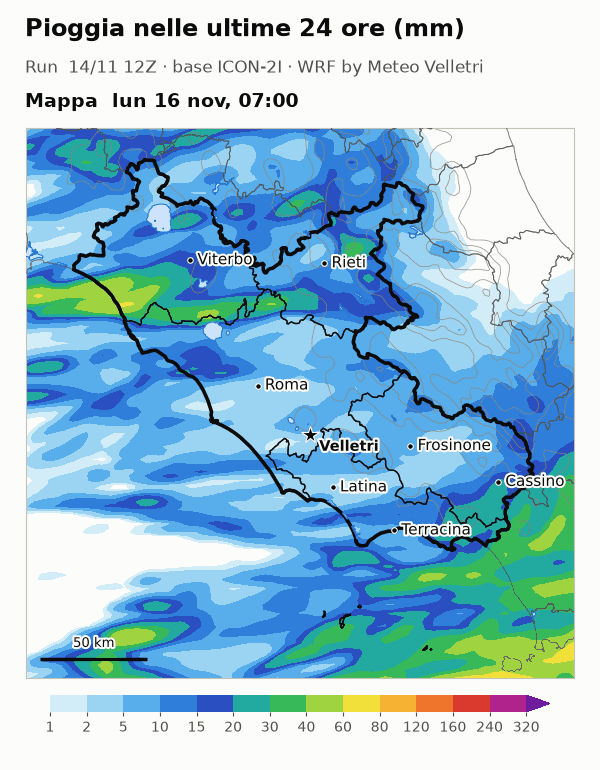 Pioggia nelle ultime 24 ore (mm)
Run 14/11 12Z · base ICON-2I · WRF by Meteo Velletri
Mappa lun 16 nov, 07:00
Viterbo
Rieti
Roma
Velletri
Frosinone
Latina
Cassino
Terracina
50 km
1 2 5 10 15 20 30 40 60 80 120 160 240 320